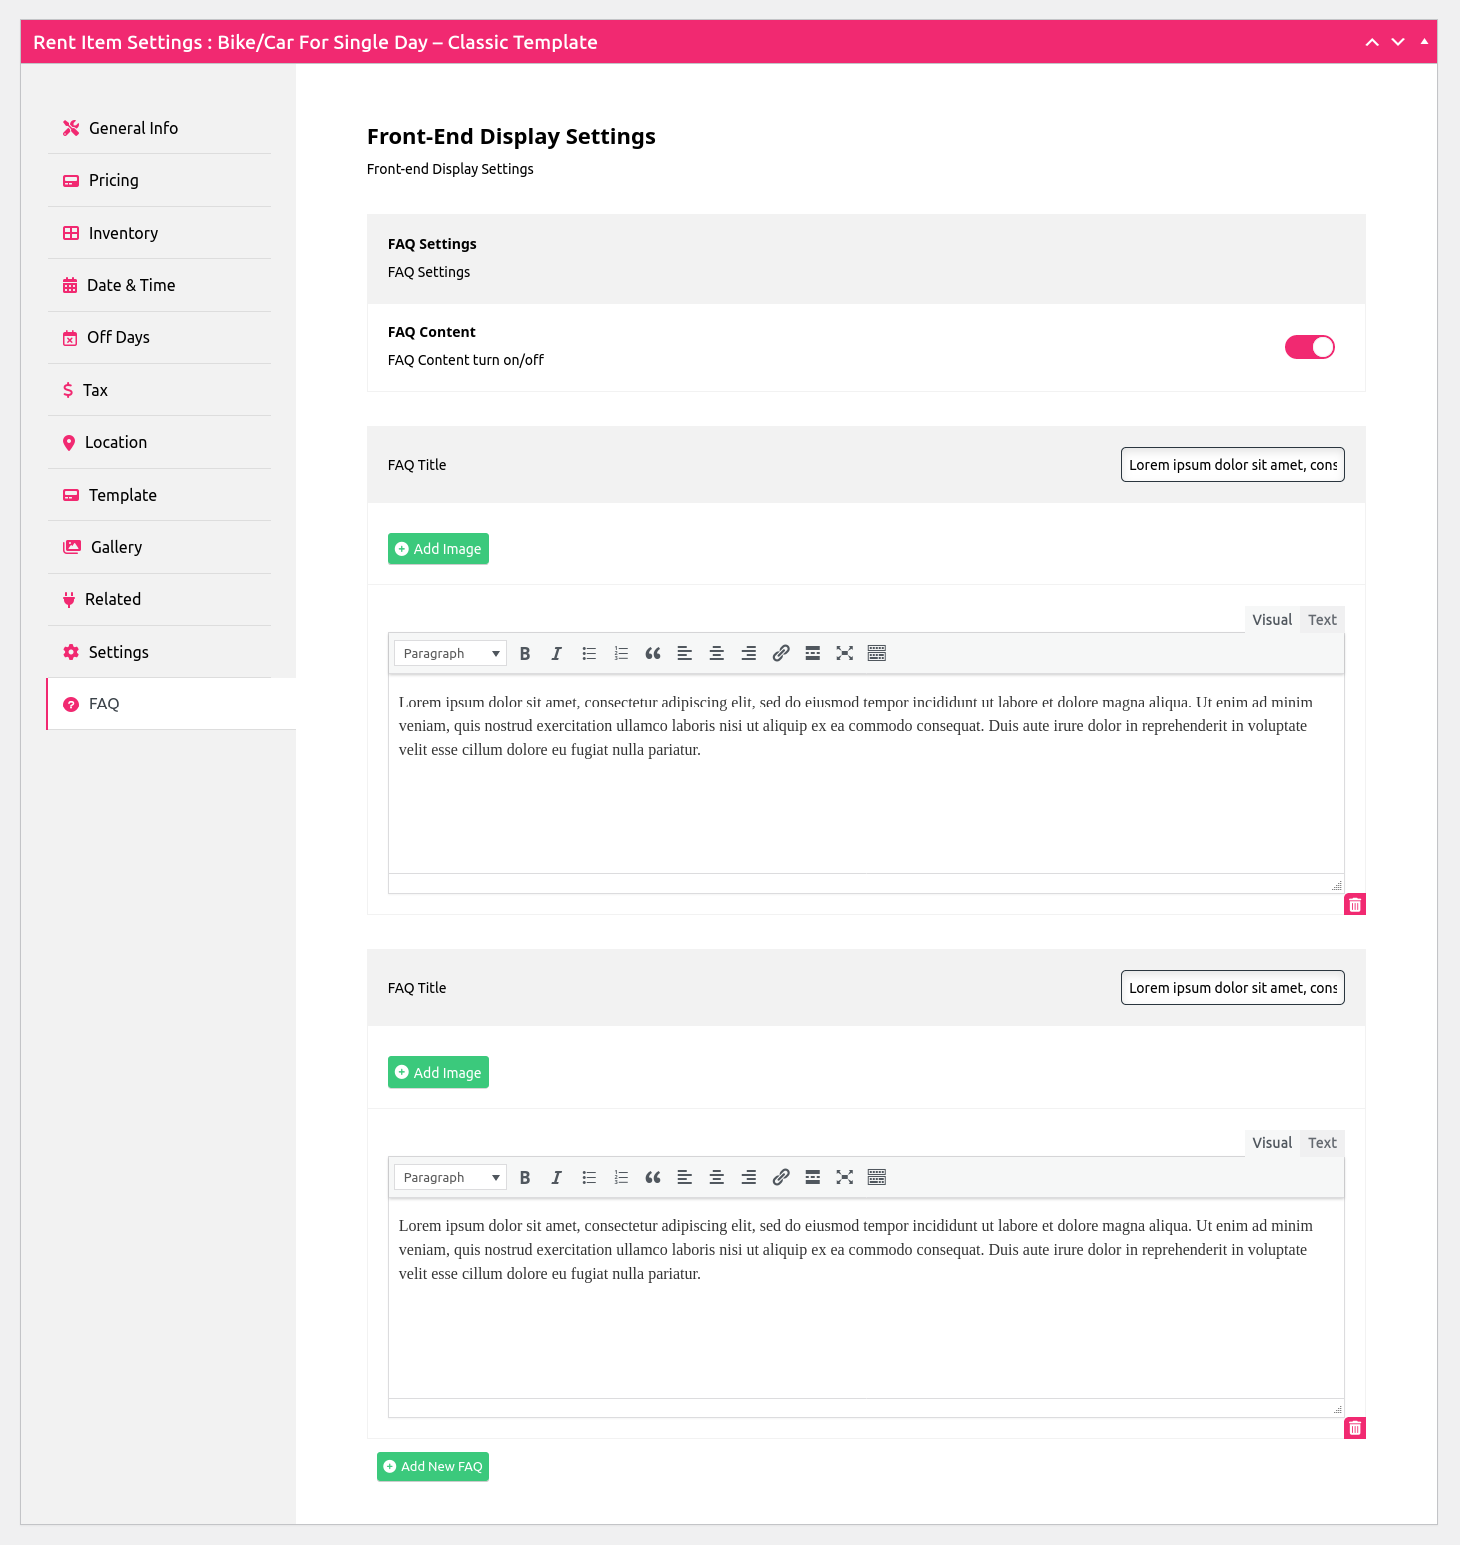 Rent Item Settings : Bike/Car For Single Day – Classic Template
General Info
Pricing
Inventory
Date & Time
Off Days
Tax
Location
Template
Gallery
Related
Settings
FAQ
Front-End Display Settings
Front-end Display Settings
FAQ Settings
FAQ Settings
FAQ Content
FAQ Content turn on/off
FAQ Title
Lorem ipsum dolor sit amet, cons
Add Image
Visual Text
Paragraph
Lorem ipsum dolor sit amet, consectetur adipiscing elit, sed do eiusmod tempor incididunt ut labore et dolore magna aliqua. Ut enim ad minim
veniam, quis nostrud exercitation ullamco laboris nisi ut aliquip ex ea commodo consequat. Duis aute irure dolor in reprehenderit in voluptate
velit esse cillum dolore eu fugiat nulla pariatur.
FAQ Title
Lorem ipsum dolor sit amet, cons
Add Image
Visual Text
Paragraph
Lorem ipsum dolor sit amet, consectetur adipiscing elit, sed do eiusmod tempor incididunt ut labore et dolore magna aliqua. Ut enim ad minim
veniam, quis nostrud exercitation ullamco laboris nisi ut aliquip ex ea commodo consequat. Duis aute irure dolor in reprehenderit in voluptate
velit esse cillum dolore eu fugiat nulla pariatur.
Add New FAQ